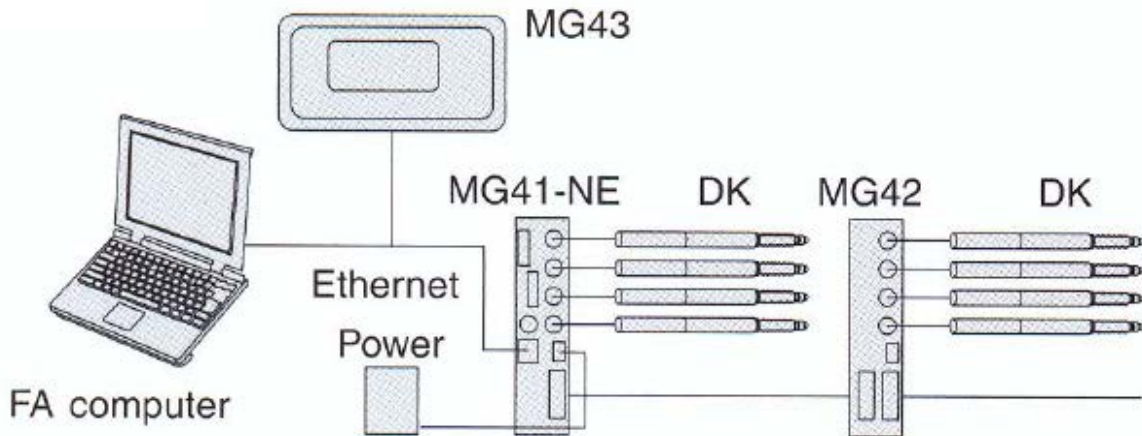 MG43
MG41-NE
DK
MG42
DK
Ethernet
Power
FA computer